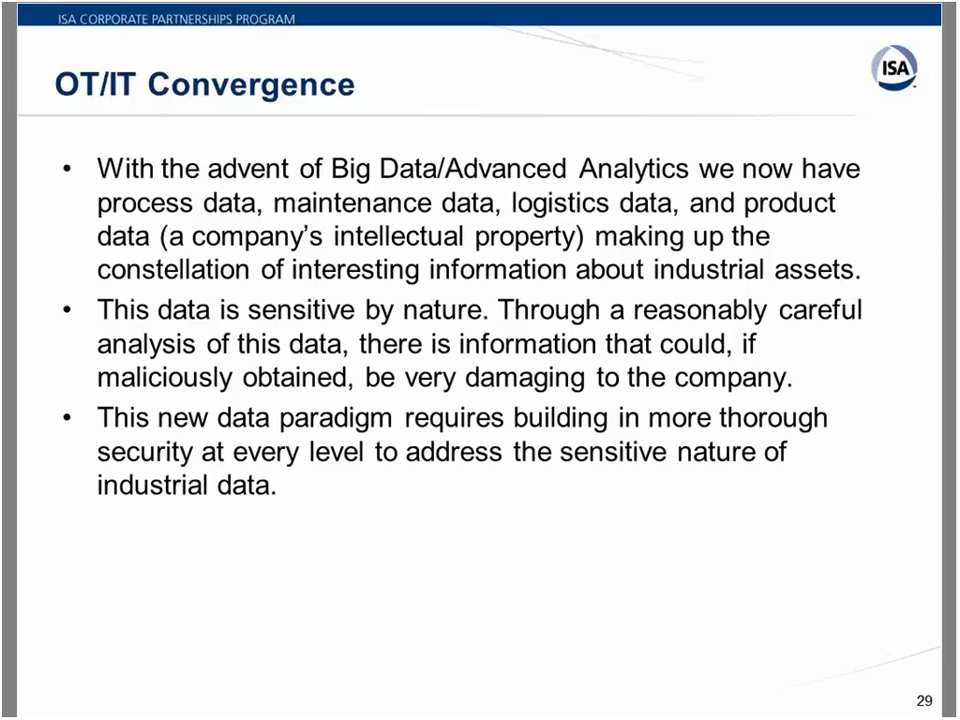 ISA CORPORATE PARTNERSHIPS PROGRAM
OT/IT Convergence
ISA
• With the advent of Big Data/Advanced Analytics we now have
process data, maintenance data, logistics data, and product
data (a company's intellectual property) making up the
constellation of interesting information about industrial assets.
• This data is sensitive by nature. Through a reasonably careful
analysis of this data, there is information that could, if
maliciously obtained, be very damaging to the company.
• This new data paradigm requires building in more thorough
security at every level to address the sensitive nature of
industrial data.
29